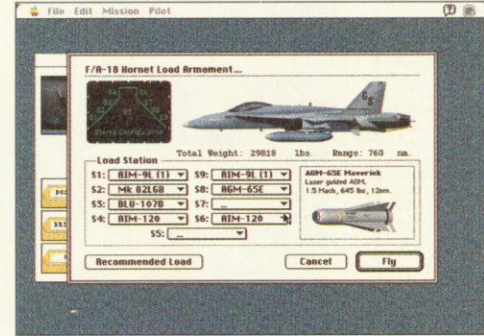 File Edit Mission Pilot
F/A-18 Hornet Load Armament...
Total Weight: 29818 lbs. Range: 760 nm.
Load Station
S1: AIM-9L (1) S9: AIM-9L (1)
S2: Mk 82LGB S8: AGM-65E
S3: BLU-107B S7: _
S4: AIM-120 S6: AIM-120
S5: _
AGM-65E Maverick
Laser guided AGM.
1.5 Mach, 645 lbs, 12nm.
Recommended Load Cancel Fly